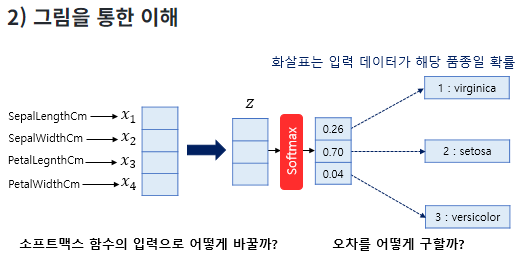 2) 그림을 통한 이해
화살표는 입력 데이터가 해당 품종일 확률
z
SepalLengthCm x₁
SepalWidthCm x₂
PetalLegnthCm x₃
PetalWidthCm x₄
Softmax
0.26
0.70
0.04
1 : virginica
2 : setosa
3 : versicolor
소프트맥스 함수의 입력으로 어떻게 바꿀까?
오차를 어떻게 구할까?